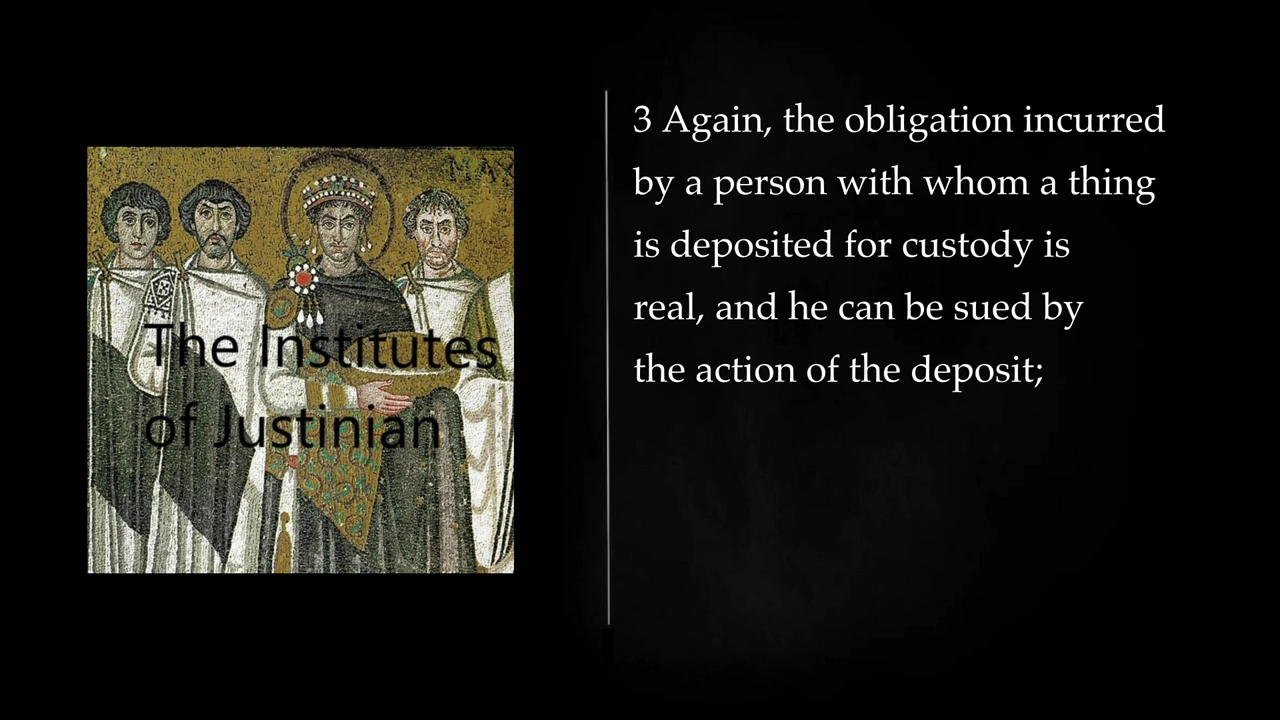 The Institutes
of Justinian
3 Again, the obligation incurred
by a person with whom a thing
is deposited for custody is
real, and he can be sued by
the action of the deposit;